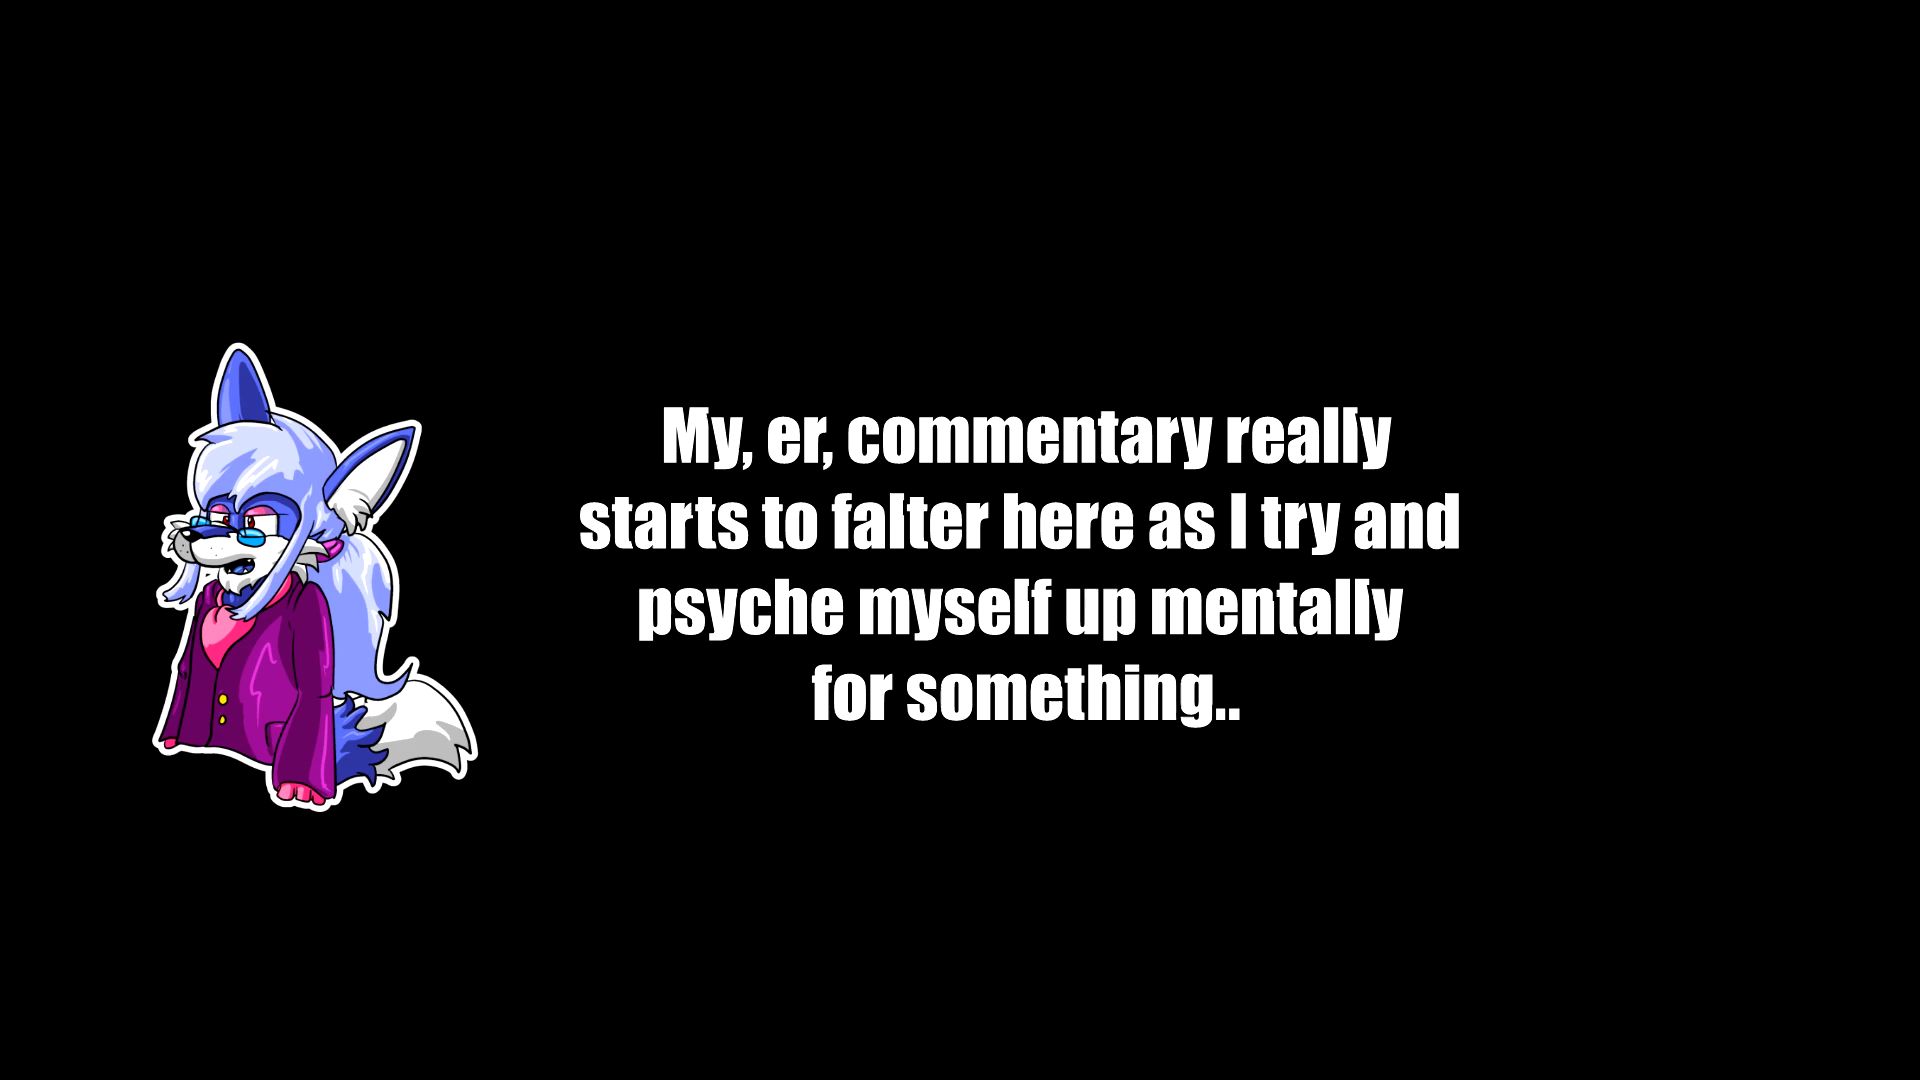 My, er, commentary really
starts to falter here as I try and
psyche myself up mentally
for something..